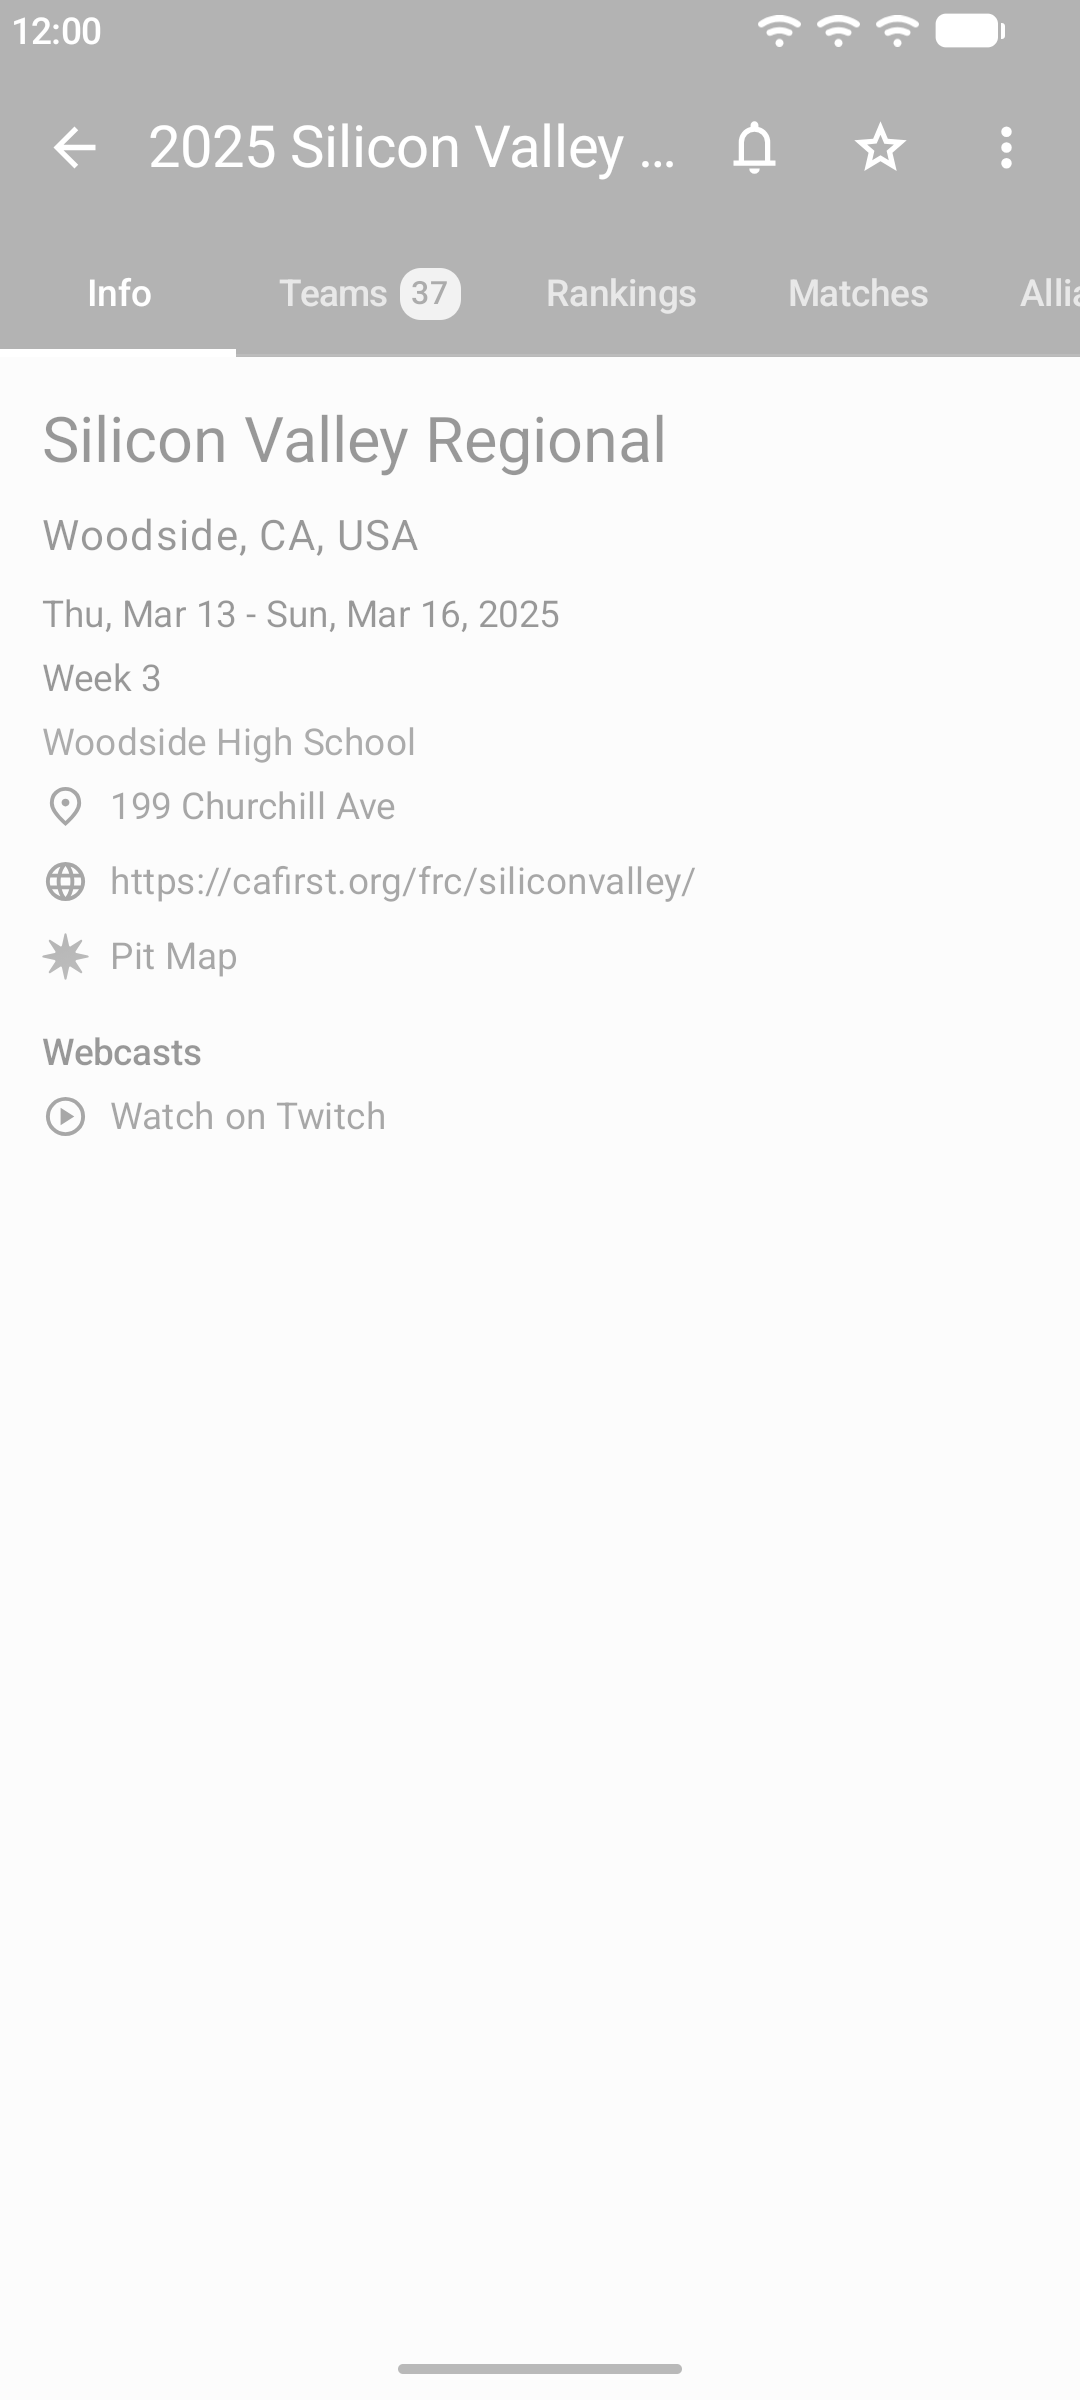 12:00
2025 Silicon Valley ...
Info Teams 37 Rankings Matches Allia
Silicon Valley Regional
Woodside, CA, USA
Thu, Mar 13 - Sun, Mar 16, 2025
Week 3
Woodside High School
199 Churchill Ave
https://cafirst.org/frc/siliconvalley/
Pit Map
Webcasts
Watch on Twitch